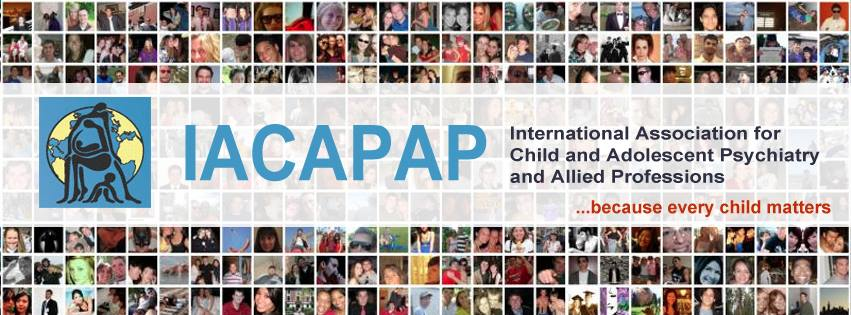 IACAPAP
International Association for
Child and Adolescent Psychiatry
and Allied Professions
...because every child matters